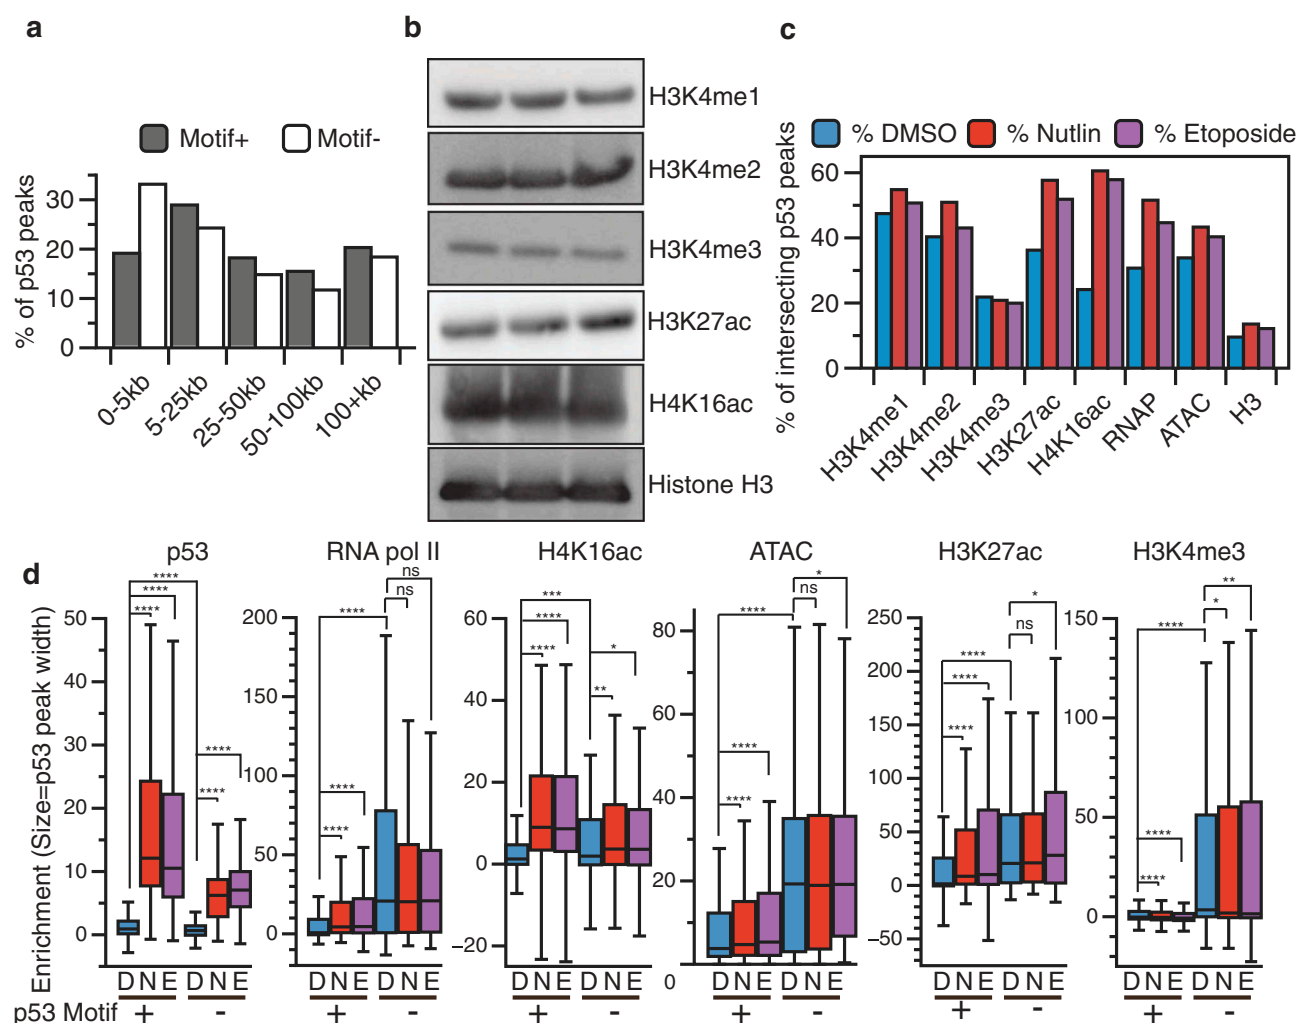 a
Motif+
Motif-
% of p53 peaks
30
20
10
0
0-5kb
5-25kb
25-50kb
50-100kb
100+kb
b
H3K4me1
H3K4me2
H3K4me3
H3K27ac
H4K16ac
Histone H3
c
% DMSO
% Nutlin
% Etoposide
% of intersecting p53 peaks
60
40
20
0
H3K4me1
H3K4me2
H3K4me3
H3K27ac
H4K16ac
RNAP
ATAC
H3
d
Enrichment (Size=p53 peak width)
p53
****
****
****
****
****
50
40
30
20
10
0
D N E D N E
RNA pol II
ns
ns
****
****
****
200
150
100
50
0
D N E D N E
H4K16ac
***
****
****
*
**
60
40
20
0
−20
D N E D N E
ATAC
*
ns
****
****
****
80
60
40
20
0
D N E D N E
H3K27ac
*
ns
****
****
****
250
200
150
100
50
0
−50
D N E D N E
H3K4me3
**
*
****
****
****
150
100
50
0
D N E D N E
p53 Motif
+ -
+ -
+ -
+ -
+ -
+ -